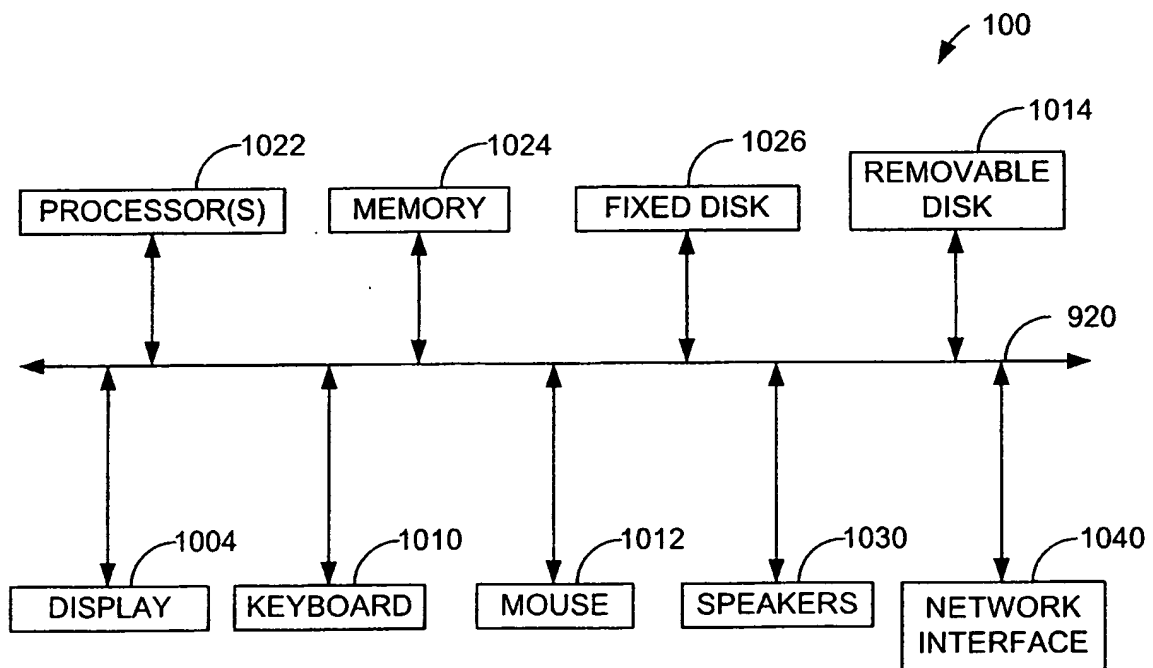 100
1022
1024
1026
1014
PROCESSOR(S)
MEMORY
FIXED DISK
REMOVABLE
DISK
920
1004
1010
1012
1030
1040
DISPLAY
KEYBOARD
MOUSE
SPEAKERS
NETWORK
INTERFACE